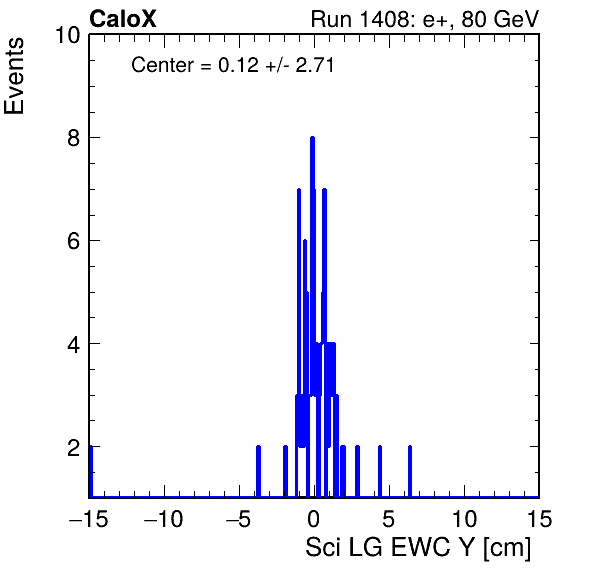 CaloX Run 1408: e+, 80 GeV
Events
10
Center = 0.12 +/- 2.71
8
6
4
2
−15 −10 −5 0 5 10 15
Sci LG EWC Y [cm]